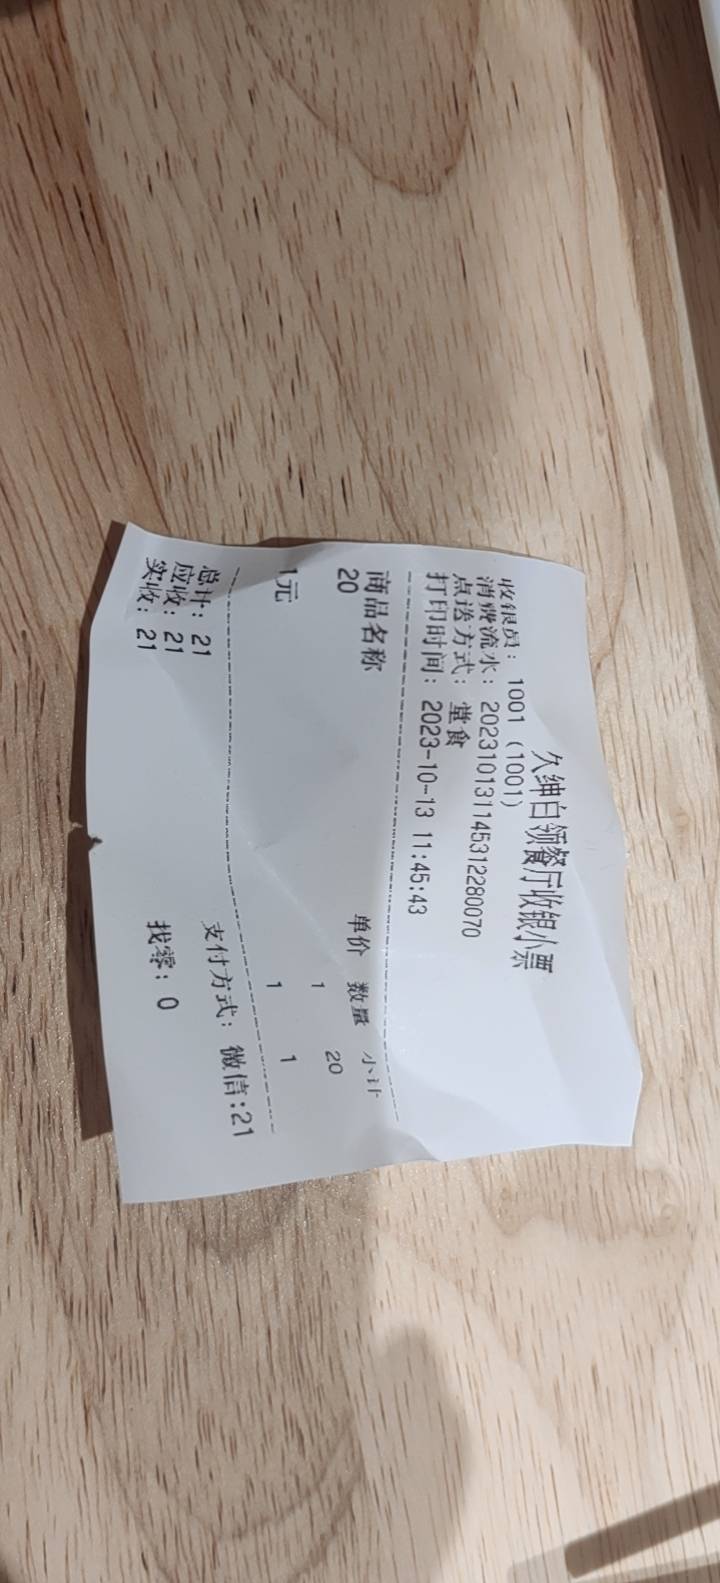 久绅白领餐厅收银小票
收银员: 1001 (1001)
消费流水: 20231013114531228​0070
点送方式: 堂食
打印时间: 2023-10-13 11:45:43
商品名称 单价 数量 小计
20 1 20
1元 1 1
总计: 21 支付方式: 微信:21
应收: 21
实收: 21 找零: 0